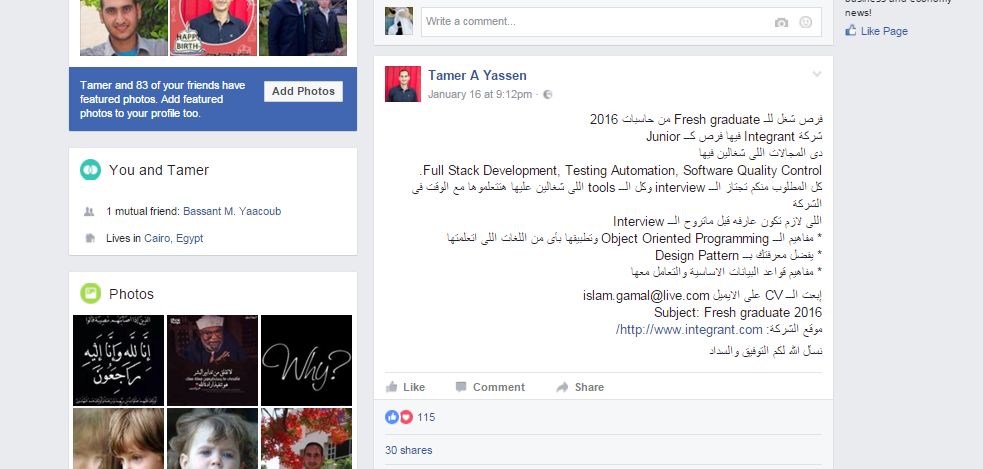 business and economy
news!
Like Page
Write a comment...
HAPPY
BIRTH-
Tamer and 83 of your friends have
featured photos. Add featured
photos to your profile too.
Add Photos
You and Tamer
1 mutual friend: Bassant M. Yaacoub
Lives in Cairo, Egypt
Photos
إنا لله وإنا إليه
راجعون
Why?
Tamer A Yassen
January 16 at 9:12pm ·
فرص شغل للـ Fresh graduate من حاسبات 2016
شركة Integrant فيها فرص كـ Junior
دى المجالات اللى شغالين فيها
Full Stack Development, Testing Automation, Software Quality Control.
كل المطلوب منكم تجتاز الـ interview وكل الـ tools اللى شغالين عليها هتتعلموها مع الوقت فى
الشركة
اللى لازم تكون عارفه قبل ماتروح الـ Interview
* مفاهيم الـ Object Oriented Programming وتطبيقها بأى من اللغات اللى اتعلمتها
* يفضل معرفتك بـ Design Pattern
* مفاهيم قواعد البيانات الاساسية والتعامل معها
إبعت الـ CV على الايميل islam.gamal@live.com
Subject: Fresh graduate 2016
موقع الشركة: http://www.integrant.com/
نسأل الله لكم التوفيق والسداد
Like
Comment
Share
115
30 shares